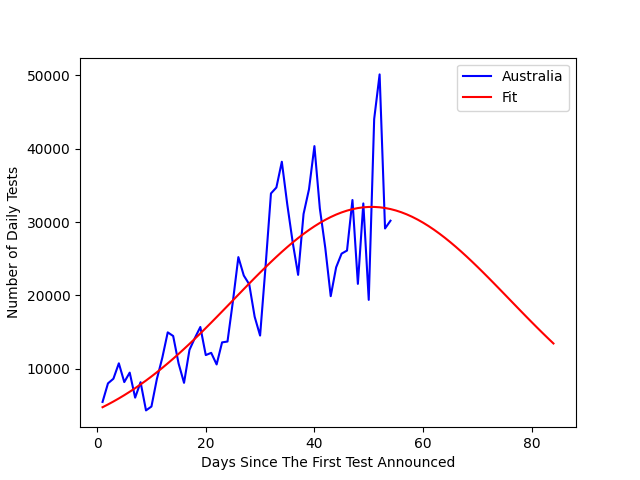 Australia
Fit
50000
40000
30000
20000
10000
Number of Daily Tests
0 20 40 60 80
Days Since The First Test Announced